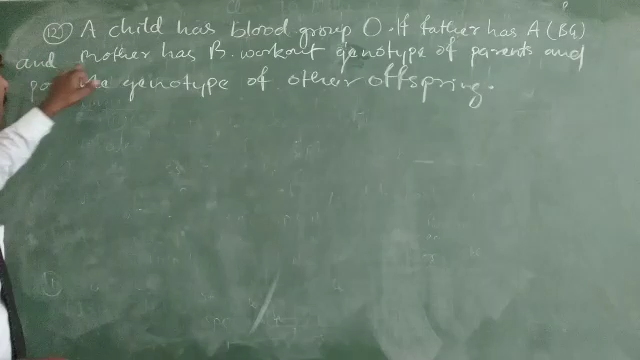 (12) A child has blood group O. If father has A (BG)
and mother has B. workout genotype of parents and
genotype of other offspring.